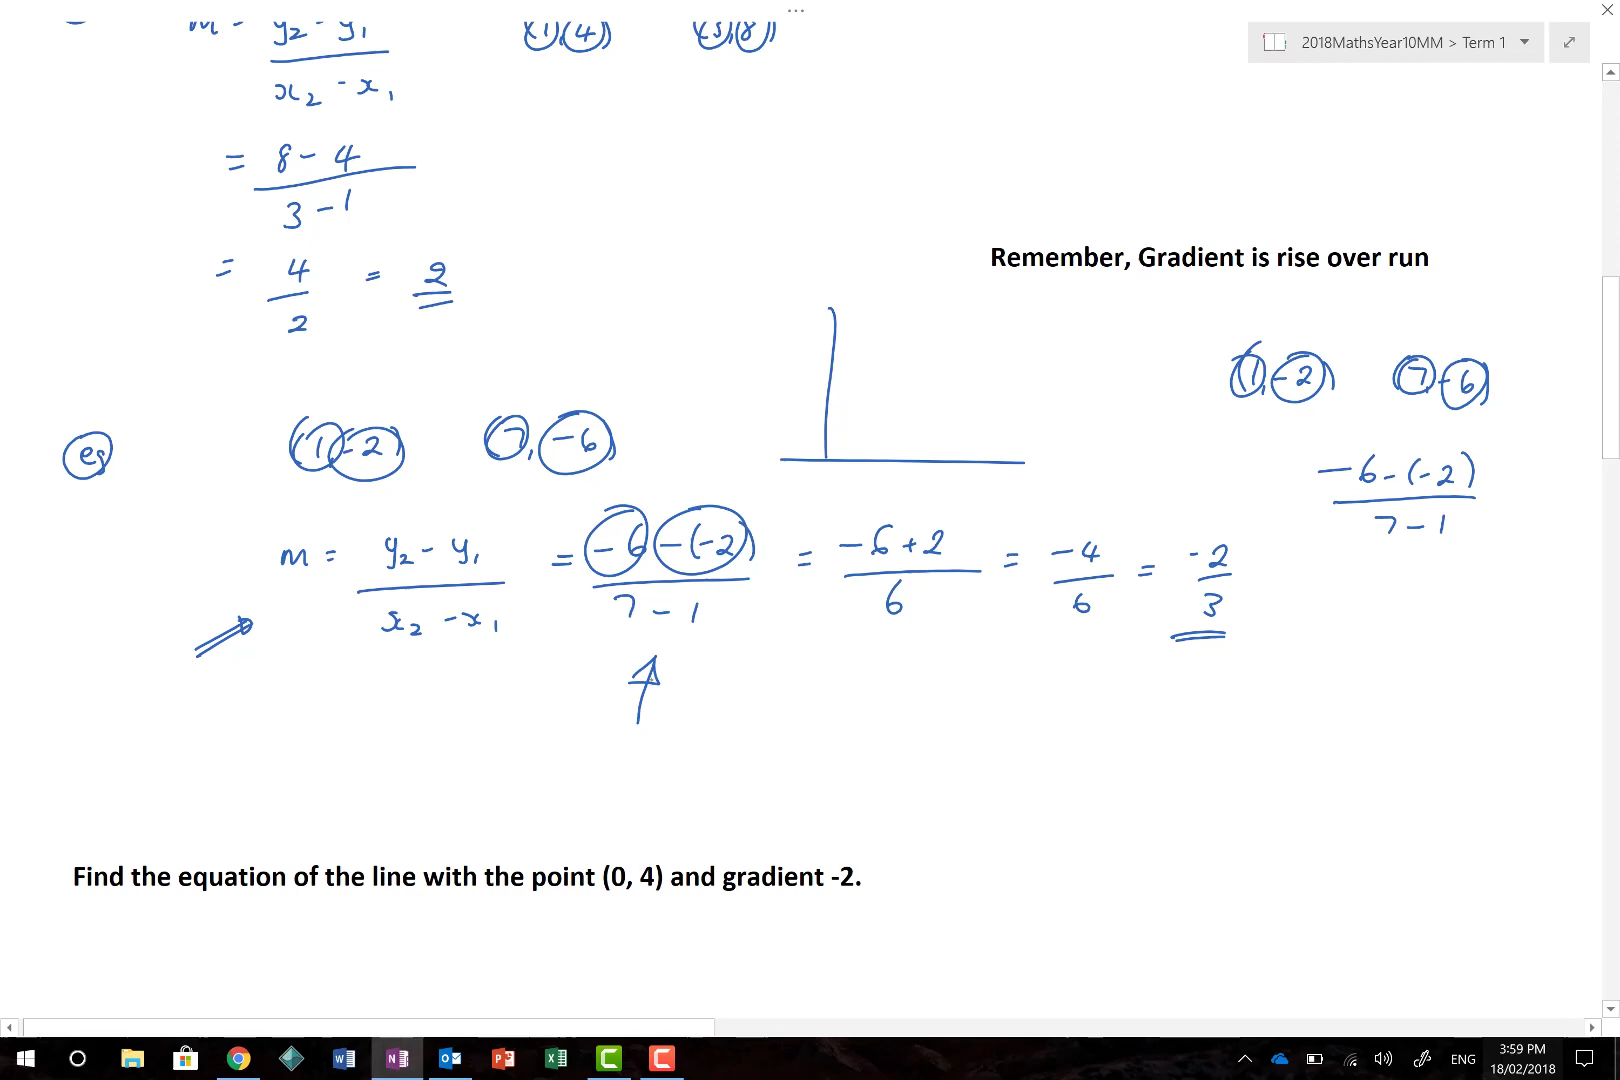 2018MathsYear10MM > Term 1
m = y₂ - y₁ (1, 4) (3, 8)
x₂ - x₁
= 8 - 4
3 - 1
= 4 = 2
2
Remember, Gradient is rise over run
(1, -2) (7, -6)
eg (1, -2) (7, -6)
-6 - (-2)
7 - 1
m = y₂ - y₁ = -6 - (-2) = -6 + 2 = -4 = -2
x₂ - x₁ 7 - 1 6 6 3
Find the equation of the line with the point (0, 4) and gradient -2.
ENG
3:59 PM
18/02/2018